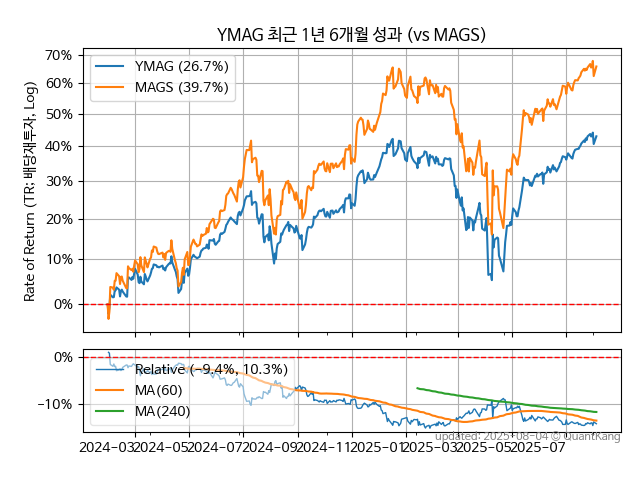 YMAG 최근 1년 6개월 성과 (vs MAGS)
70%
60%
50%
40%
30%
20%
10%
0%
Rate of Return (TR: 배당재투자, Log)
YMAG (26.7%)
MAGS (39.7%)
0%
−10%
Relative (−9.4%, 10.3%)
MA(60)
MA(240)
updated: 2025-08-04 © QuantKang
2024-03 2024-05 2024-07 2024-09 2024-11 2025-01 2025-03 2025-05 2025-07